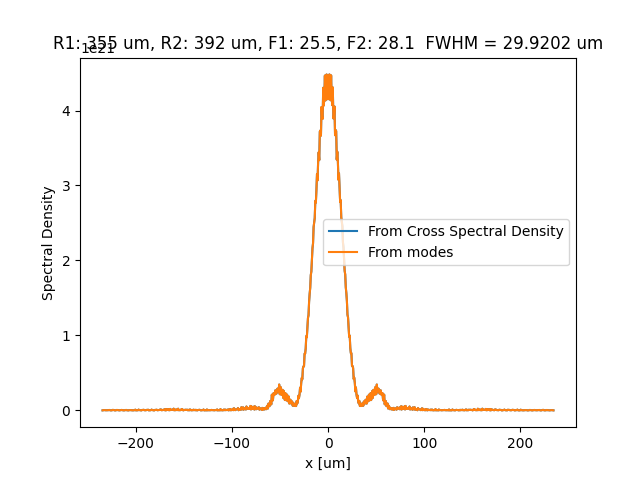 R1: 355 um, R2: 392 um, F1: 25.5, F2: 28.1  FWHM = 29.9202 um
1e21
4
3
2
1
0
Spectral Density
From Cross Spectral Density
From modes
−200
−100
0
100
200
x [um]